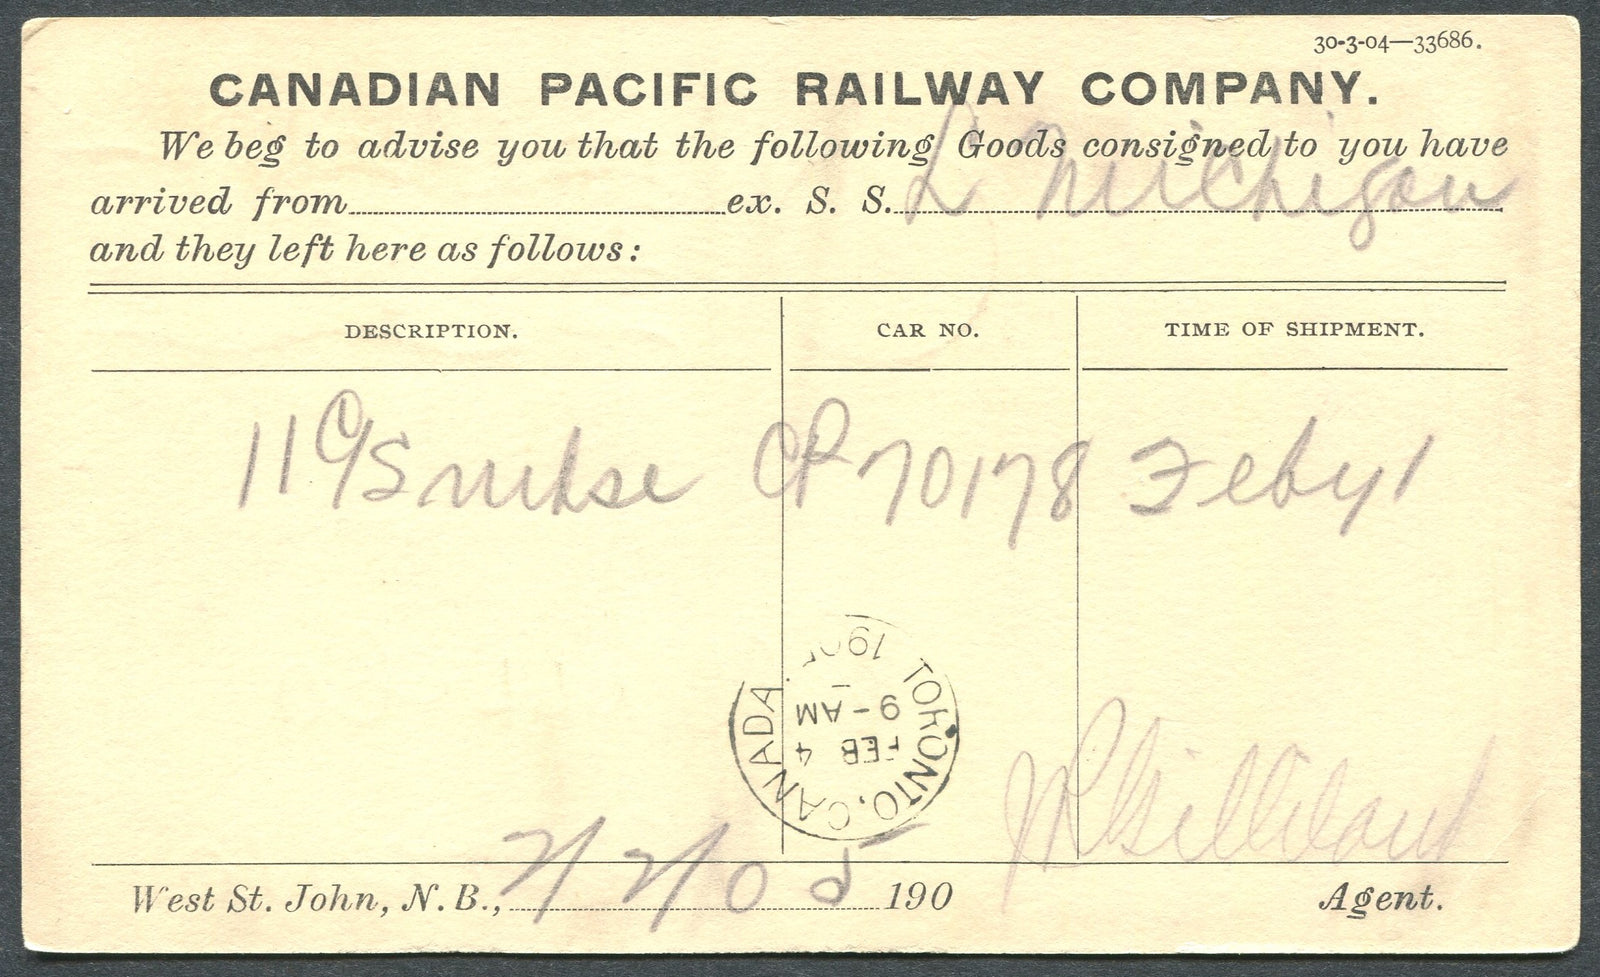 30-3-04—33686.
CANADIAN PACIFIC RAILWAY COMPANY.
We beg to advise you that the following Goods consigned to you have
arrived from ex. S. S. L Michigan
and they left here as follows:
DESCRIPTION. CAR NO. TIME OF SHIPMENT.
11 CP 70178 Feby 1
TORONTO, CANADA
FEB 4
9-AM
West St. John, N. B., 190 Agent.